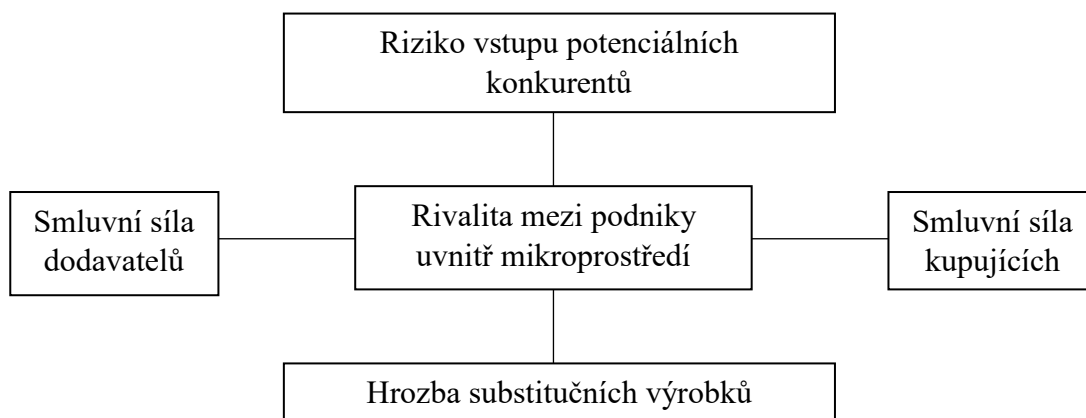 Riziko vstupu potenciálních
konkurentů
Smluvní síla
dodavatelů
Rivalita mezi podniky
uvnitř mikroprostředí
Smluvní síla
kupujících
Hrozba substitučních výrobků